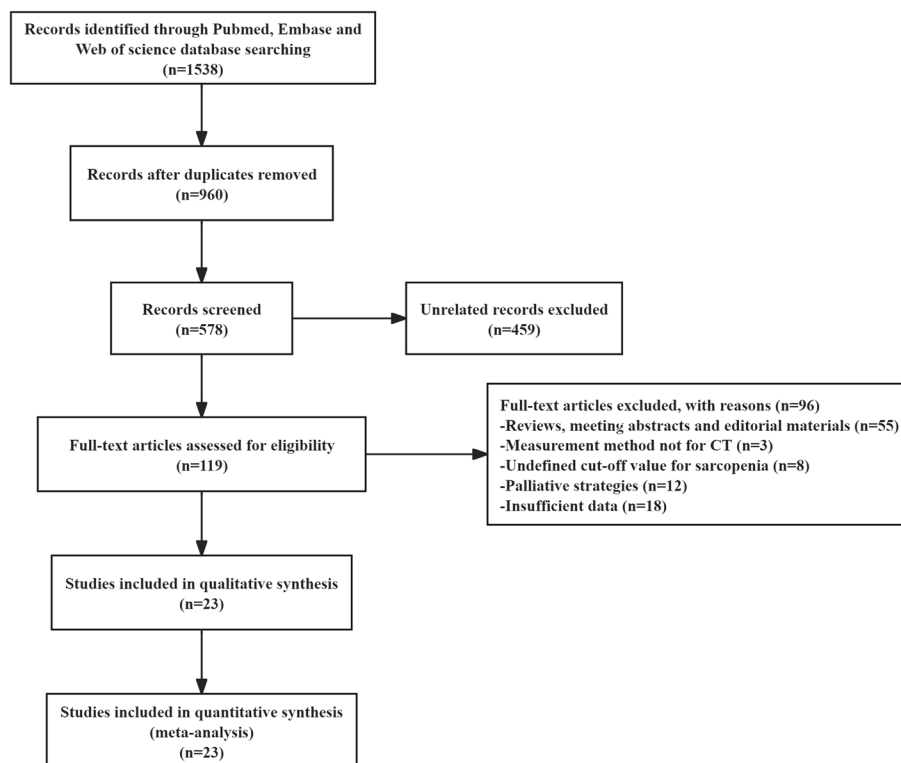 Records identified through Pubmed, Embase and
Web of science database searching
(n=1538)
Records after duplicates removed
(n=960)
Records screened
(n=578)
Unrelated records excluded
(n=459)
Full-text articles assessed for eligibility
(n=119)
Full-text articles excluded, with reasons (n=96)
-Reviews, meeting abstracts and editorial materials (n=55)
-Measurement method not for CT (n=3)
-Undefined cut-off value for sarcopenia (n=8)
-Palliative strategies (n=12)
-Insufficient data (n=18)
Studies included in qualitative synthesis
(n=23)
Studies included in quantitative synthesis
(meta-analysis)
(n=23)